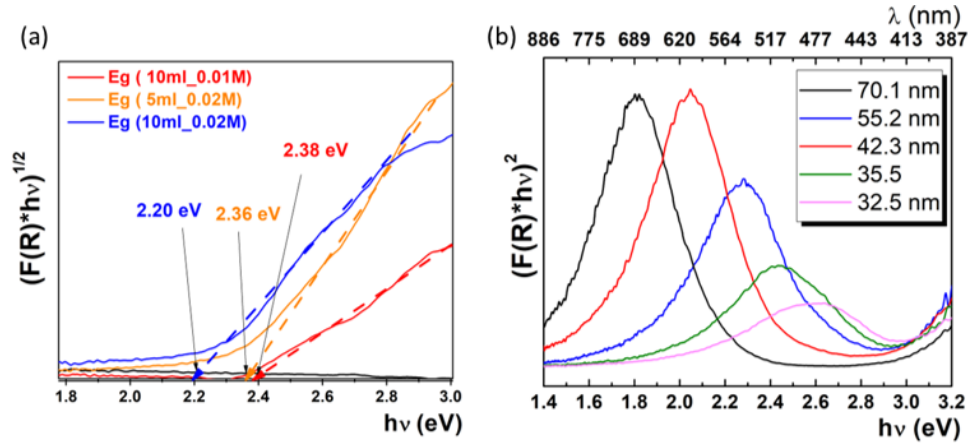 (a)
Eg ( 10ml_0.01M)
Eg ( 5ml_0.02M)
Eg (10ml_0.02M)
2.38 eV
2.20 eV
2.36 eV
(F(R)*hν)1/2
1.8 2.0 2.2 2.4 2.6 2.8 3.0
hν (eV)
(b)
λ (nm)
886 775 689 620 564 517 477 443 413 387
70.1 nm
55.2 nm
42.3 nm
35.5
32.5 nm
(F(R)*hν)2
1.4 1.6 1.8 2.0 2.2 2.4 2.6 2.8 3.0 3.2
hν (eV)